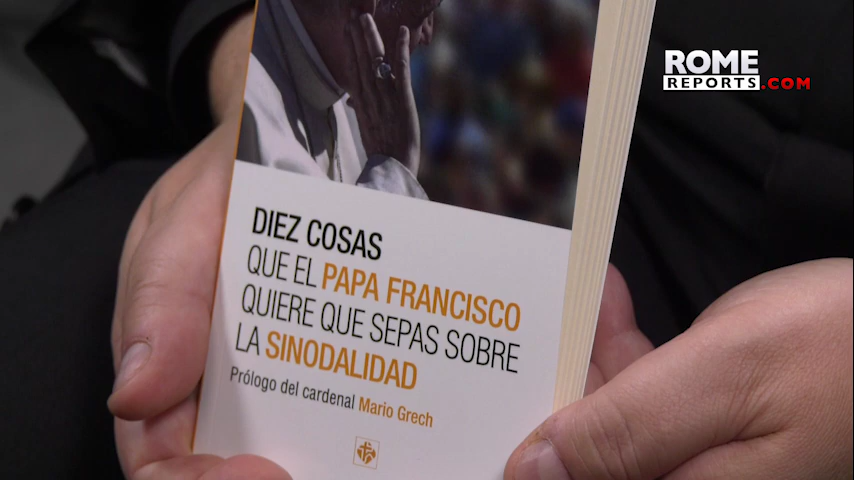 ROME
REPORTS.COM
DIEZ COSAS
QUE EL PAPA FRANCISCO
QUIERE QUE SEPAS SOBRE
LA SINODALIDAD
Prólogo del cardenal Mario Grech